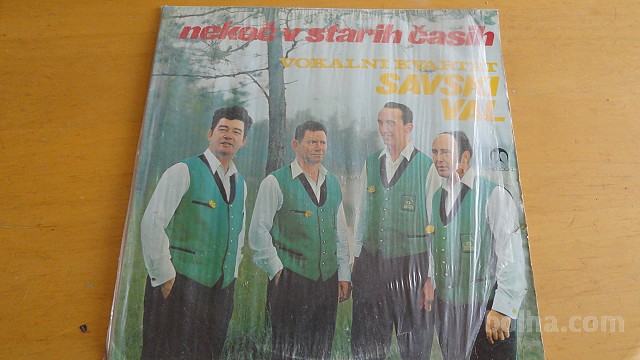 nekoč v starih časih
VOKALNI KVARTET
SAVSKI
VAL
bolha.com